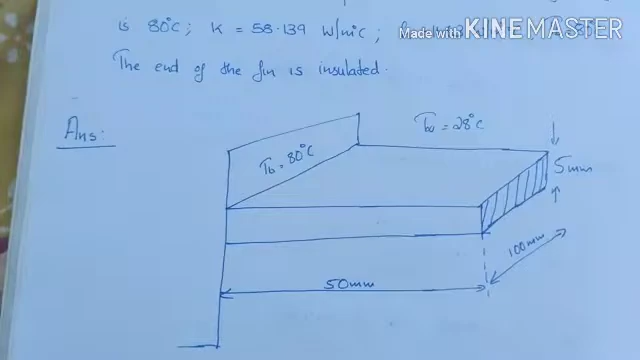 is 80°C; K = 58.139 W/m°C;
Made with KINEMASTER
The end of the fin is insulated.
Ans:
T∞ = 28°C
Tb = 80°C
5mm
100mm
50mm